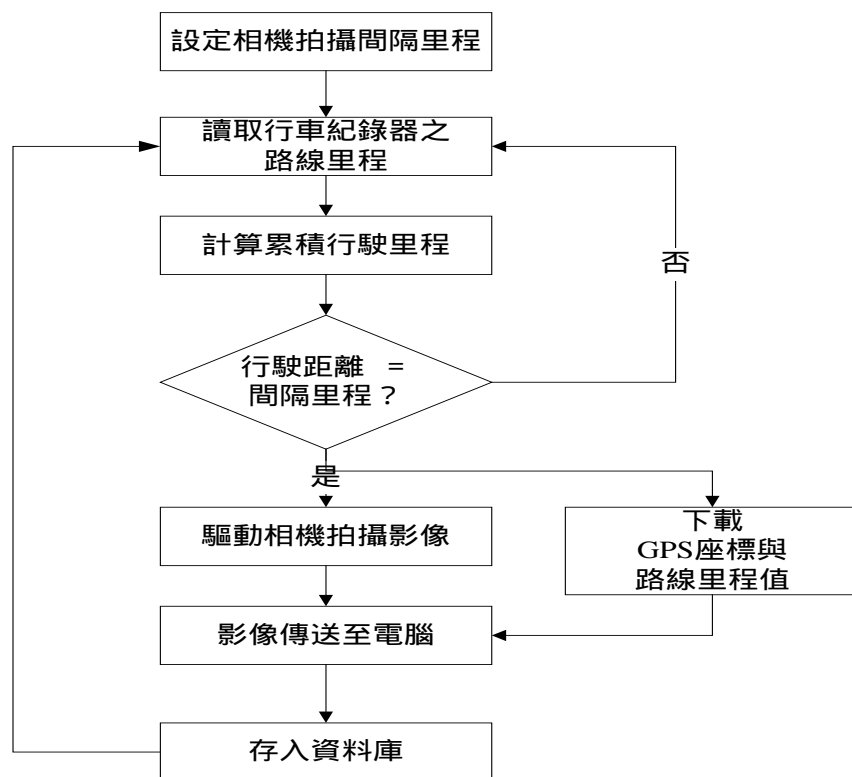 設定相機拍攝間隔里程
讀取行車紀錄器之
路線里程
計算累積行駛里程
否
行駛距離 =
間隔里程？
是
驅動相機拍攝影像
下載
GPS座標與
路線里程值
影像傳送至電腦
存入資料庫